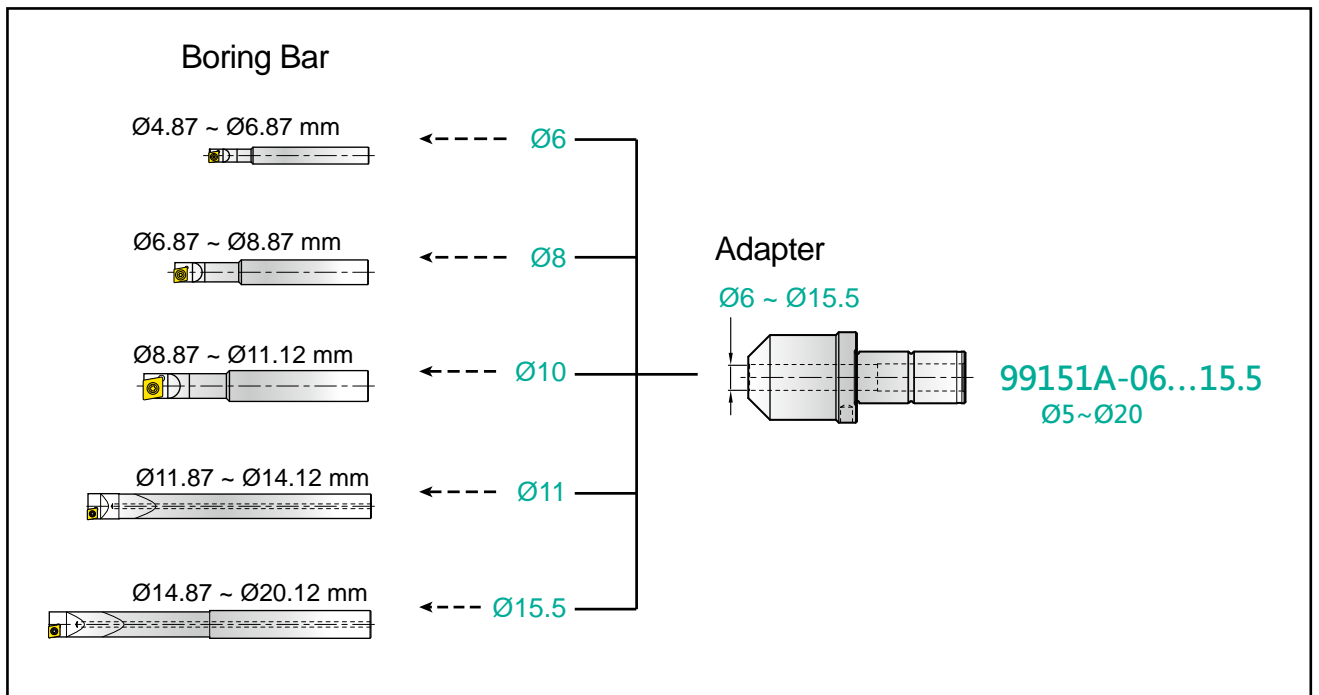 Boring Bar
Ø4.87 ~ Ø6.87 mm
Ø6
Ø6.87 ~ Ø8.87 mm
Ø8
Ø8.87 ~ Ø11.12 mm
Ø10
Ø11.87 ~ Ø14.12 mm
Ø11
Ø14.87 ~ Ø20.12 mm
Ø15.5
Adapter
Ø6 ~ Ø15.5
99151A-06...15.5
Ø5~Ø20